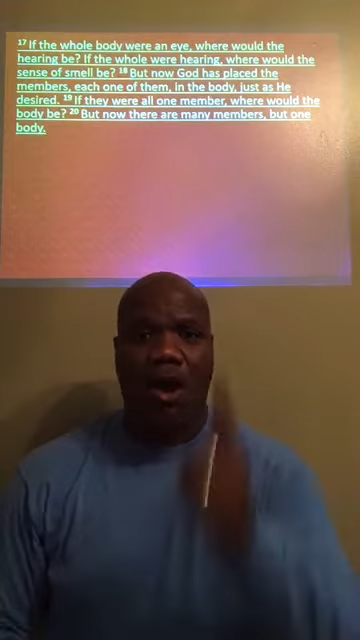 17 If the whole body were an eye, where would the
hearing be? If the whole were hearing, where would the
sense of smell be? 18 But now God has placed the
members, each one of them, in the body, just as He
desired. 19 If they were all one member, where would the
body be? 20 But now there are many members, but one
body.